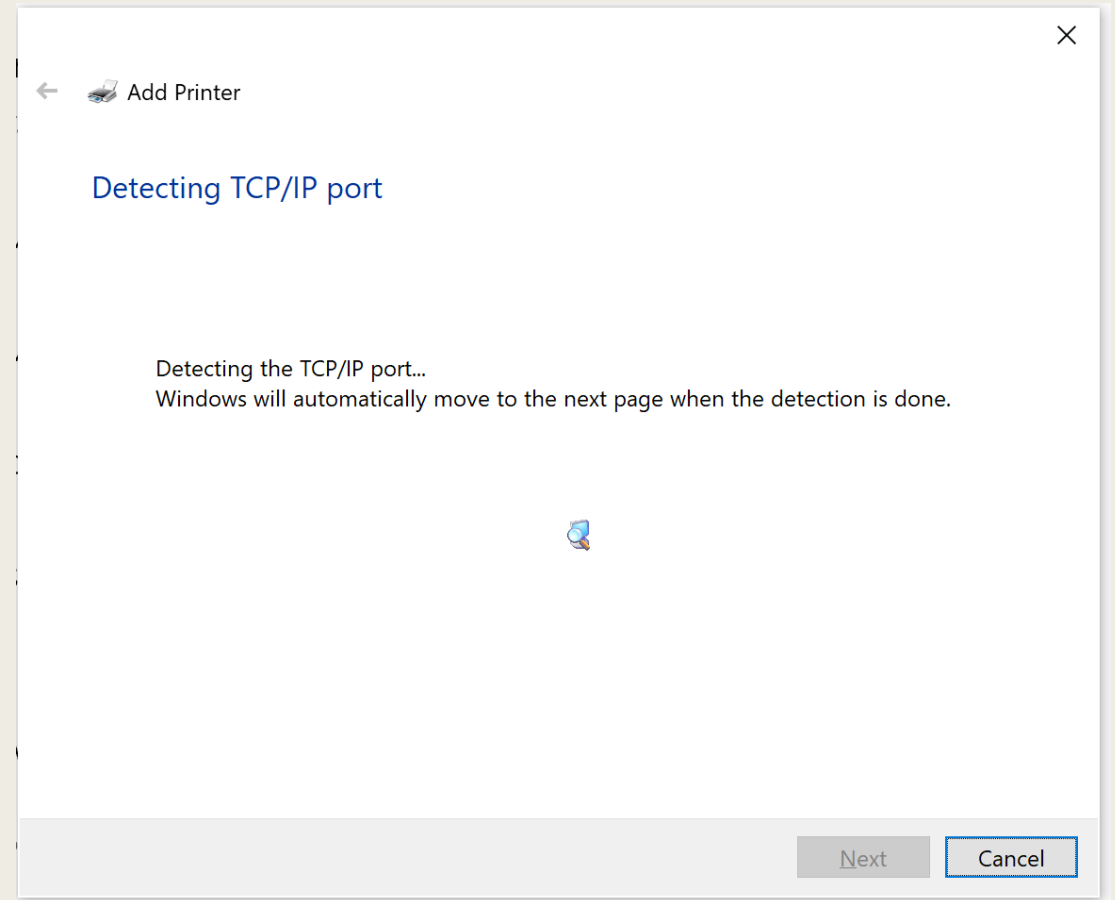 Add Printer
Detecting TCP/IP port
Detecting the TCP/IP port...
Windows will automatically move to the next page when the detection is done.
Next
Cancel